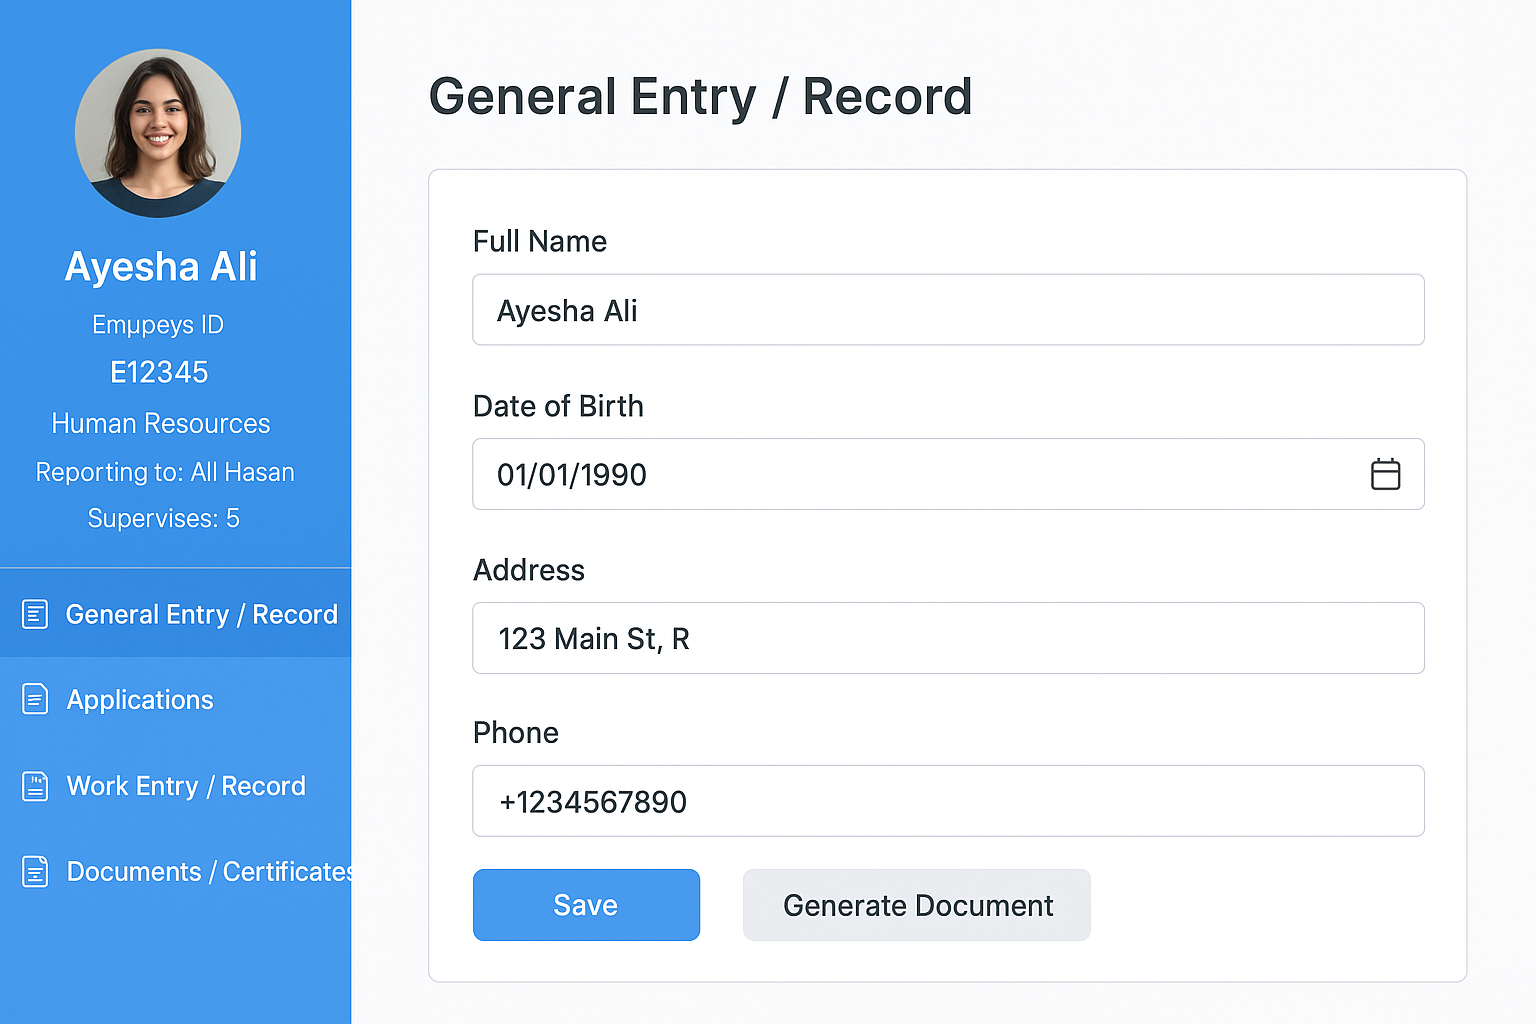 Ayesha Ali
Emµpeys ID
E12345
Human Resources
Reporting to: All Hasan
Supervises: 5
General Entry / Record
Applications
Work Entry / Record
Documents / Certificates
General Entry / Record
Full Name
Ayesha Ali
Date of Birth
01/01/1990
Address
123 Main St, R
Phone
+1234567890
Save
Generate Document